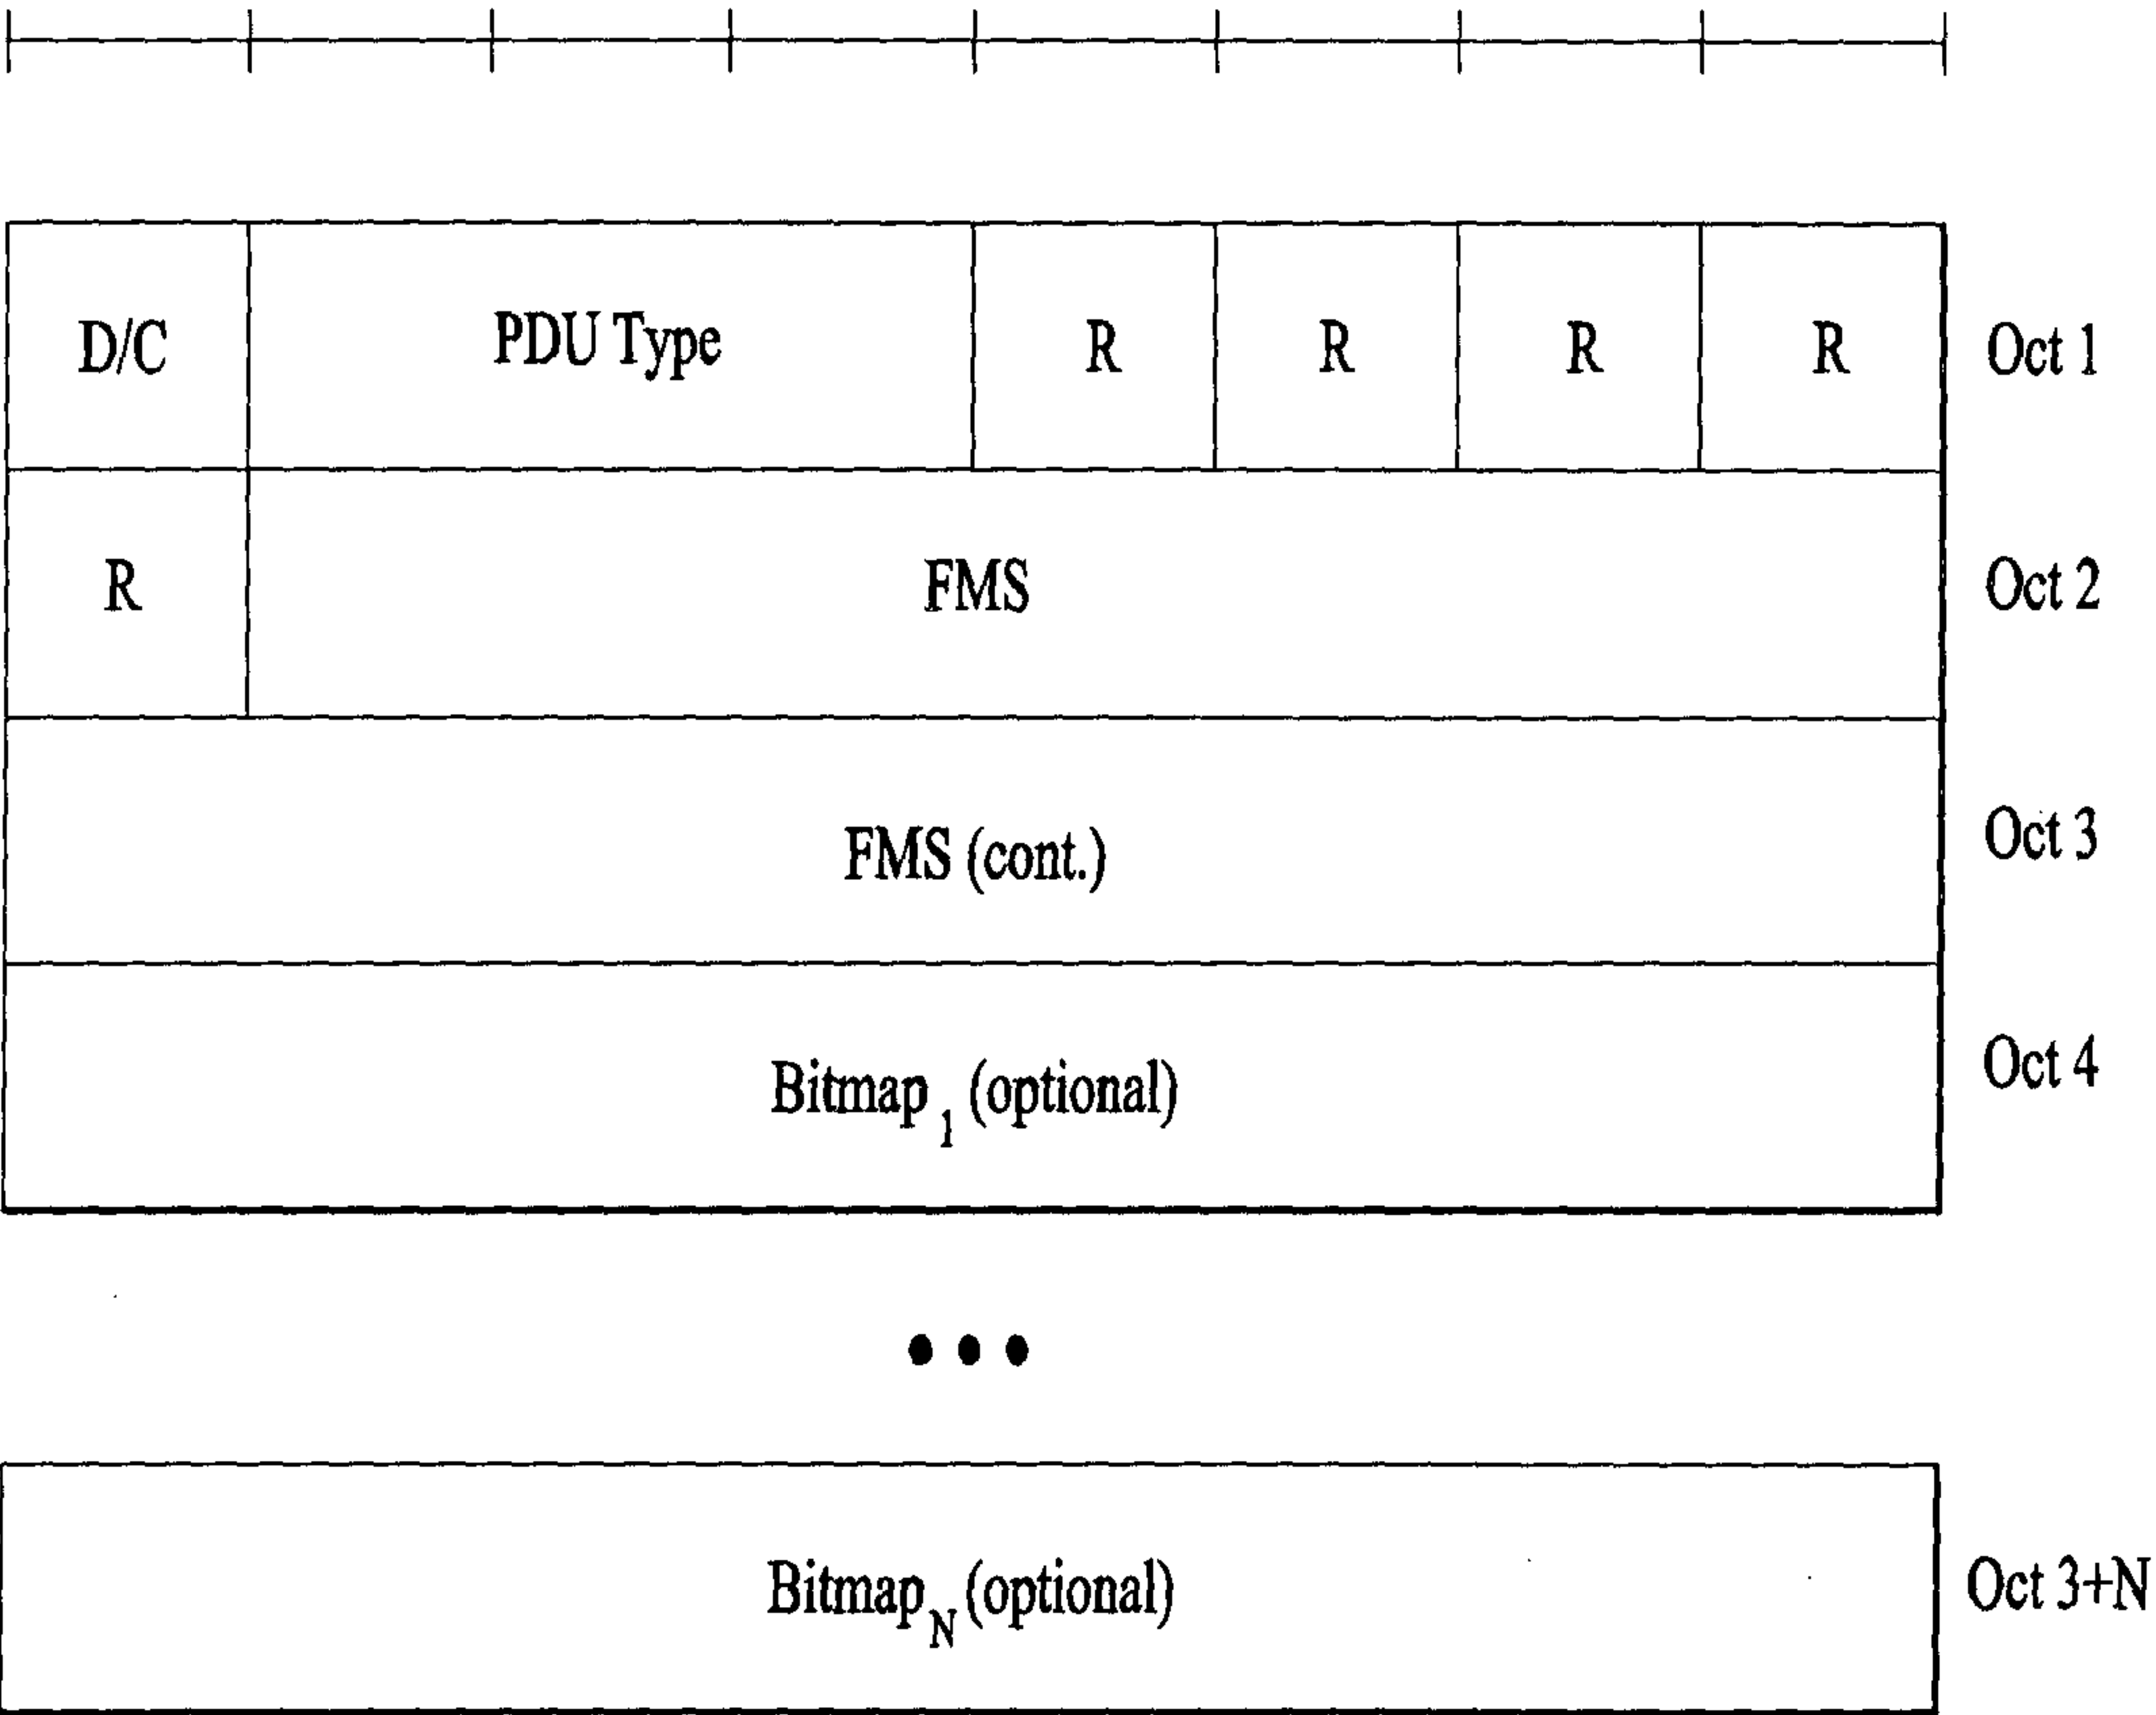 D/C PDU Type R R R R Oct 1
R FMS Oct 2
FMS (cont.) Oct 3
Bitmap 1 (optional) Oct 4
Bitmap N (optional) Oct 3+N